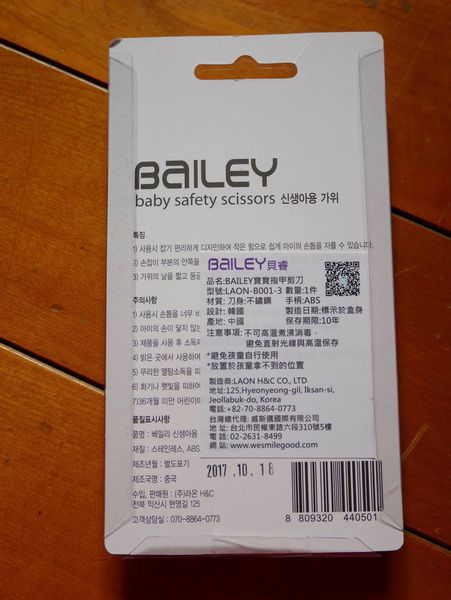 BAILEY
baby safety scissors 신생아용 가위
특징
1) 사용시 잡기 편리하게 디자인하여 작은 힘으로 쉽게 아이의 손톱을 자를 수 있습니다.
2) 손잡이 부분의 안쪽을
3) 가위의 날을 짧고 둥글
주의사항
1) 사용시 손톱을 너무 바
2) 아이의 손이 닿지 않는
3) 제품을 사용 후 소독제
4) 밝은 곳에서 사용하여
5) 무리한 열탕소독을 피
6) 화기나 햇빛을 피하여
36개월 미만 어린이
품질표시사항
품명 : 베일리 신생아용
재질 : 스테인레스, ABS
제조년월 : 별도표기
제조국명 : 중국
수입, 판매원 : (주)라온 H&C
전북 익산시 현영길 125
고객상담실 : 070-8864-0773
BAILEY貝睿
品名:BAILEY寶寶指甲剪刀
型號:LAON-B001-3 數量:1件
材質: 刀身:不鏽鋼 手柄:ABS
設計: 韓國 製造日期:標示於盒身
產地: 中國 保存期限:10年
注意事項: 不可高溫煮沸消毒,
避免直射光線與高溫保存
*避免孩童自行使用
*放置於孩童拿不到的位置
製造商:LAON H&C CO., LTD
地址:125,Hyeonyeong-gil, Iksan-si,
Jeollabuk-do, Korea
電話:+82-70-8864-0773
台灣總代理: 威斯邁國際有限公司
地 址: 台北市民權東路六段310號5樓
電 話: 02-2631-8499
網 站: www.wesmilegood.com
2017.10.18
8 809320 440501